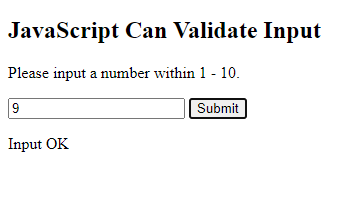 JavaScript Can Validate Input
Please input a number within 1 - 10.
9 Submit
Input OK